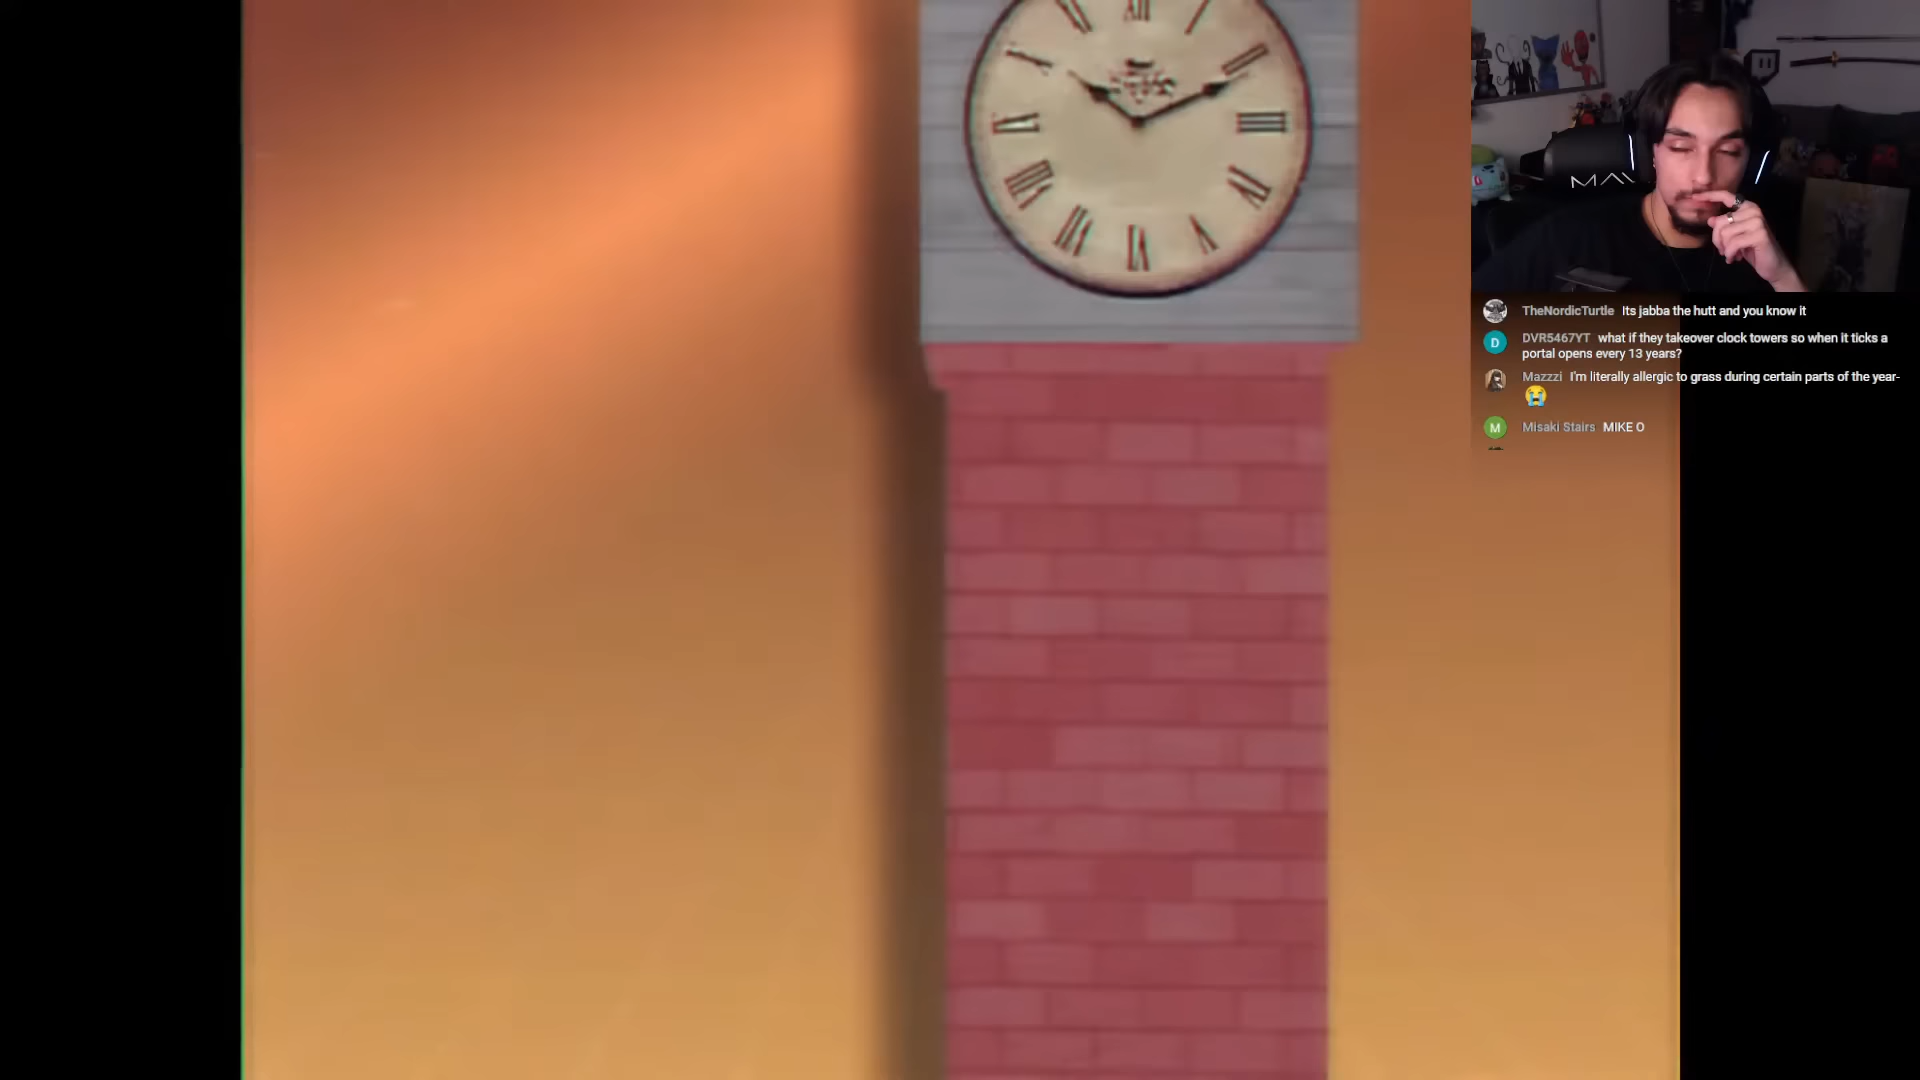 TheNordicTurtle Its jabba the hutt and you know it
DVR5467YT what if they takeover clock towers so when it ticks a
portal opens every 13 years?
Mazzzi I'm literally allergic to grass during certain parts of the year-
Misaki Stairs MIKE O